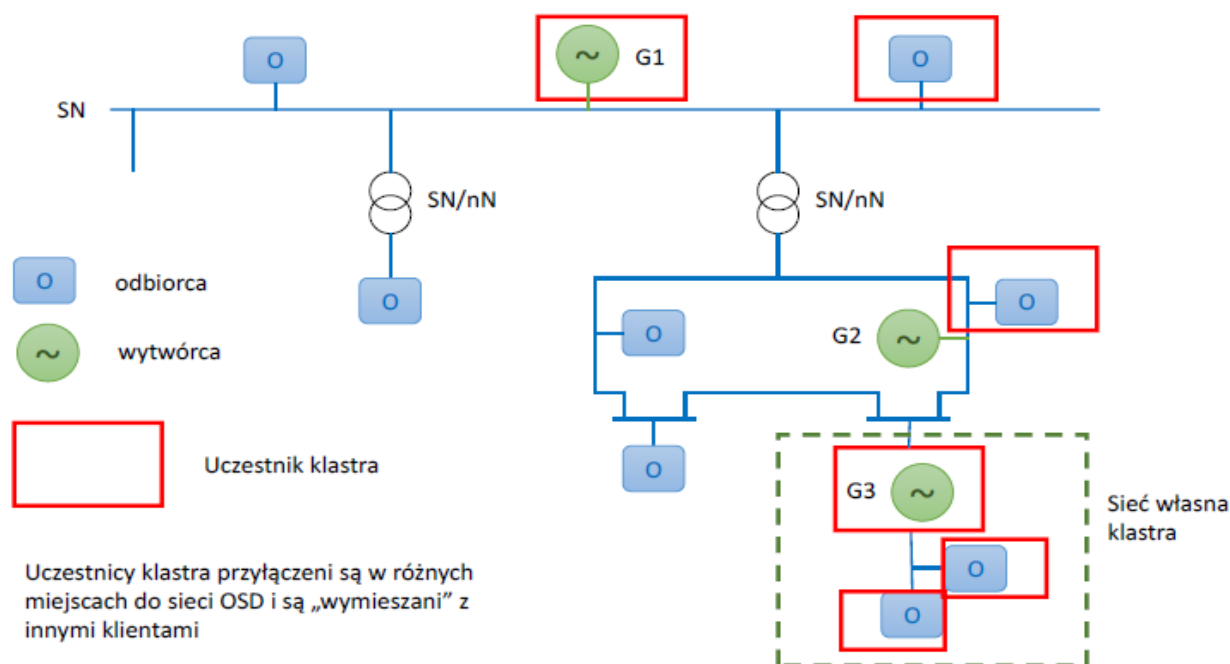 O
~
G1
O
SN
SN/nN
SN/nN
O
odbiorca
O
O
O
~
wytwórca
G2
~
O
Uczestnik klastra
G3
~
Sieć własna
klastra
O
O
Uczestnicy klastra przyłączeni są w różnych
miejscach do sieci OSD i są „wymieszani” z
innymi klientami